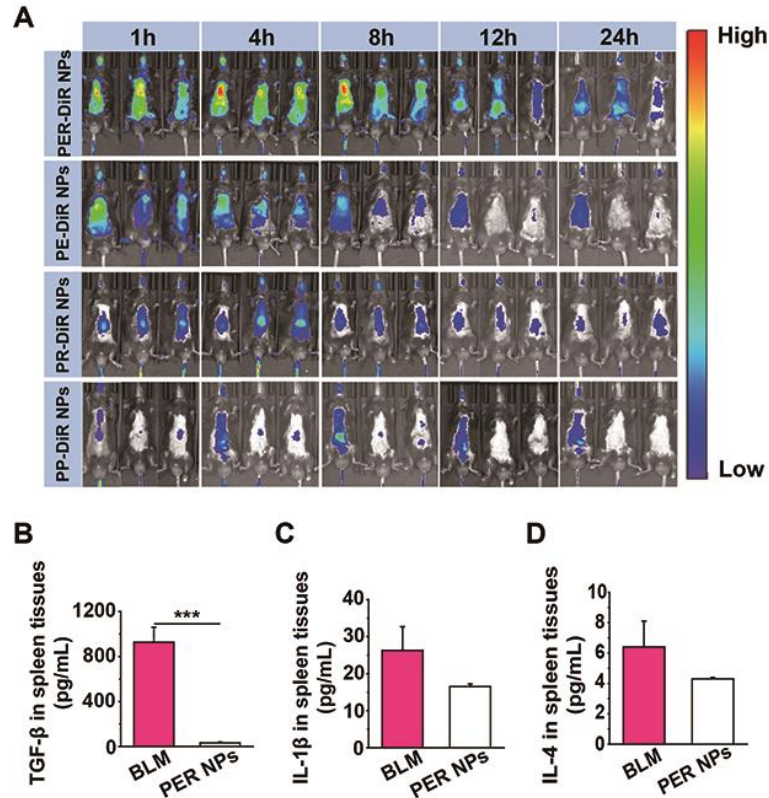 A
1h 4h 8h 12h 24h
High
PER-DiR NPs
PE-DiR NPs
PR-DiR NPs
PP-DiR NPs
Low
B
TGF-β in spleen tissues
(pg/mL)
1200
800
400
0
***
BLM PER NPs
C
IL-1β in spleen tissues
(pg/mL)
40
30
20
10
0
BLM PER NPs
D
IL-4 in spleen tissues
(pg/mL)
8
6
4
2
0
BLM PER NPs